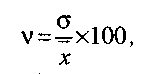 ν = σ/x × 100,